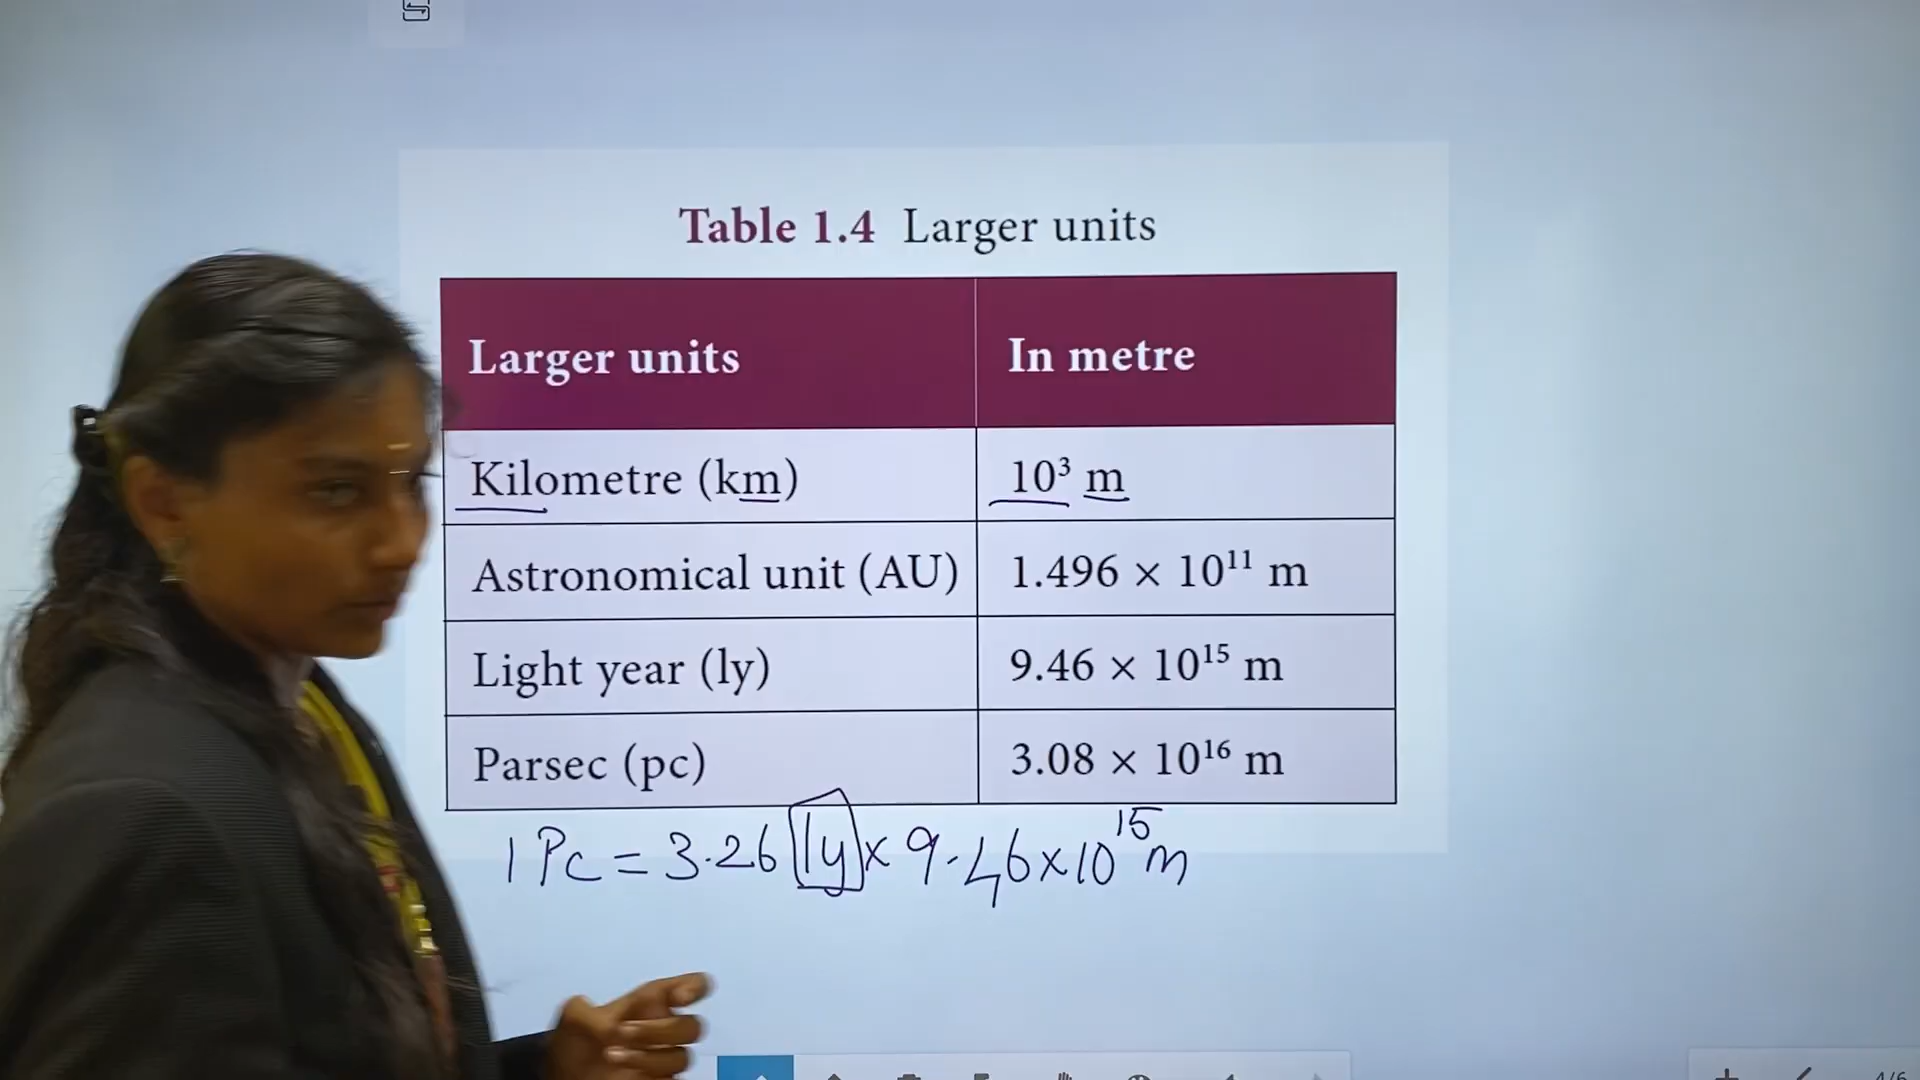 Table 1.4 Larger units
Larger units In metre
Kilometre (km) 10³ m
Astronomical unit (AU) 1.496 × 10¹¹ m
Light year (ly) 9.46 × 10¹⁵ m
Parsec (pc) 3.08 × 10¹⁶ m
1 Pc = 3.26 ly × 9.46 × 10¹⁵ m